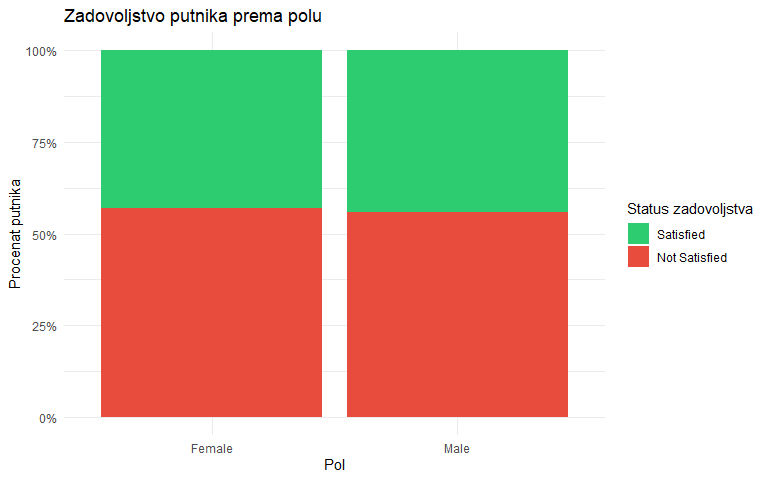 Zadovoljstvo putnika prema polu
Procenat putnika
100%
75%
50%
25%
0%
Female
Male
Pol
Status zadovoljstva
Satisfied
Not Satisfied